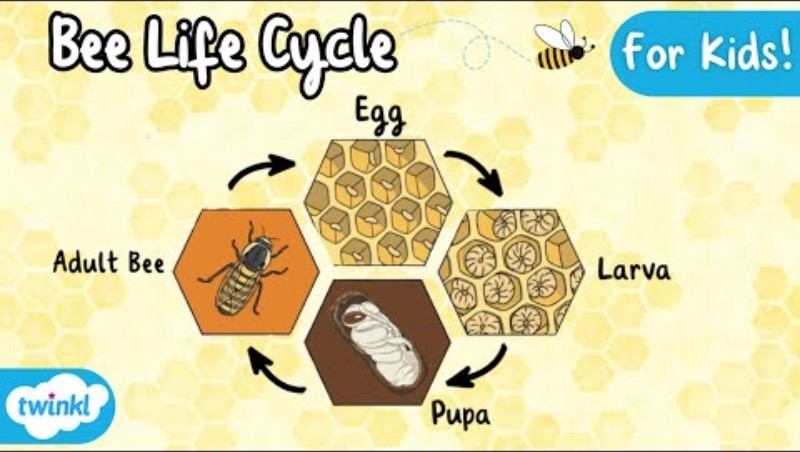 Bee Life Cycle
For Kids!
Egg
Adult Bee
Larva
Pupa
twinkl